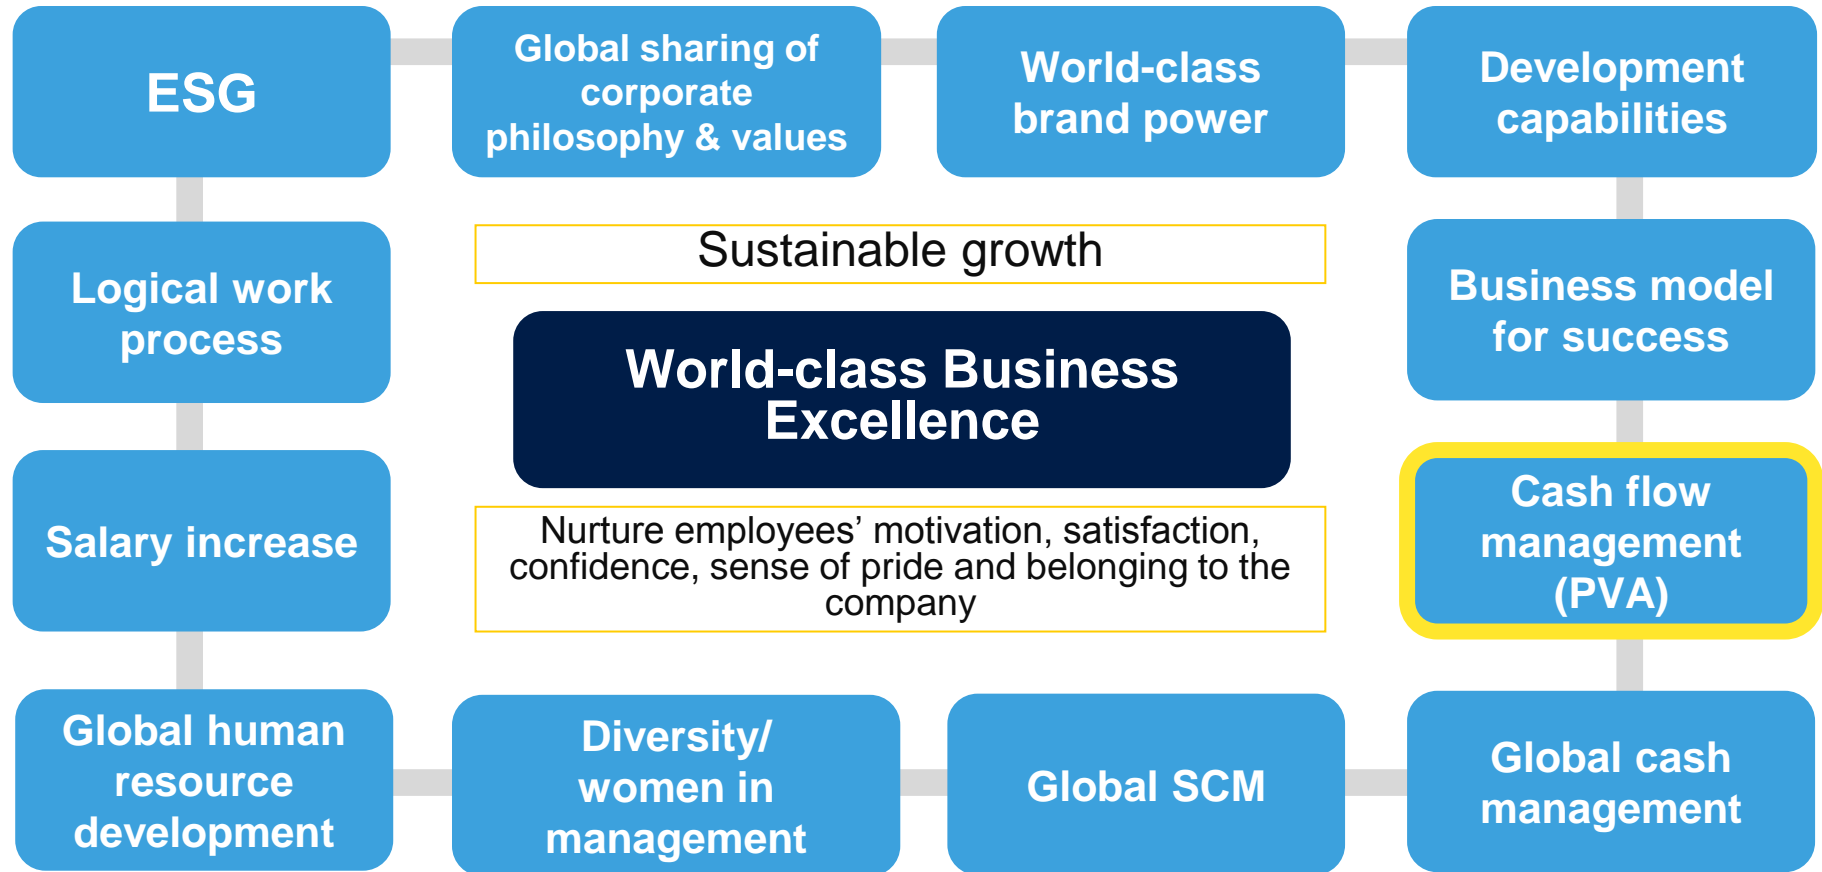 ESG
Global sharing of
corporate
philosophy & values
World-class
brand power
Development
capabilities
Logical work
process
Sustainable growth
Business model
for success
World-class Business
Excellence
Salary increase
Nurture employees’ motivation, satisfaction,
confidence, sense of pride and belonging to the
company
Cash flow
management
(PVA)
Global human
resource
development
Diversity/
women in
management
Global SCM
Global cash
management